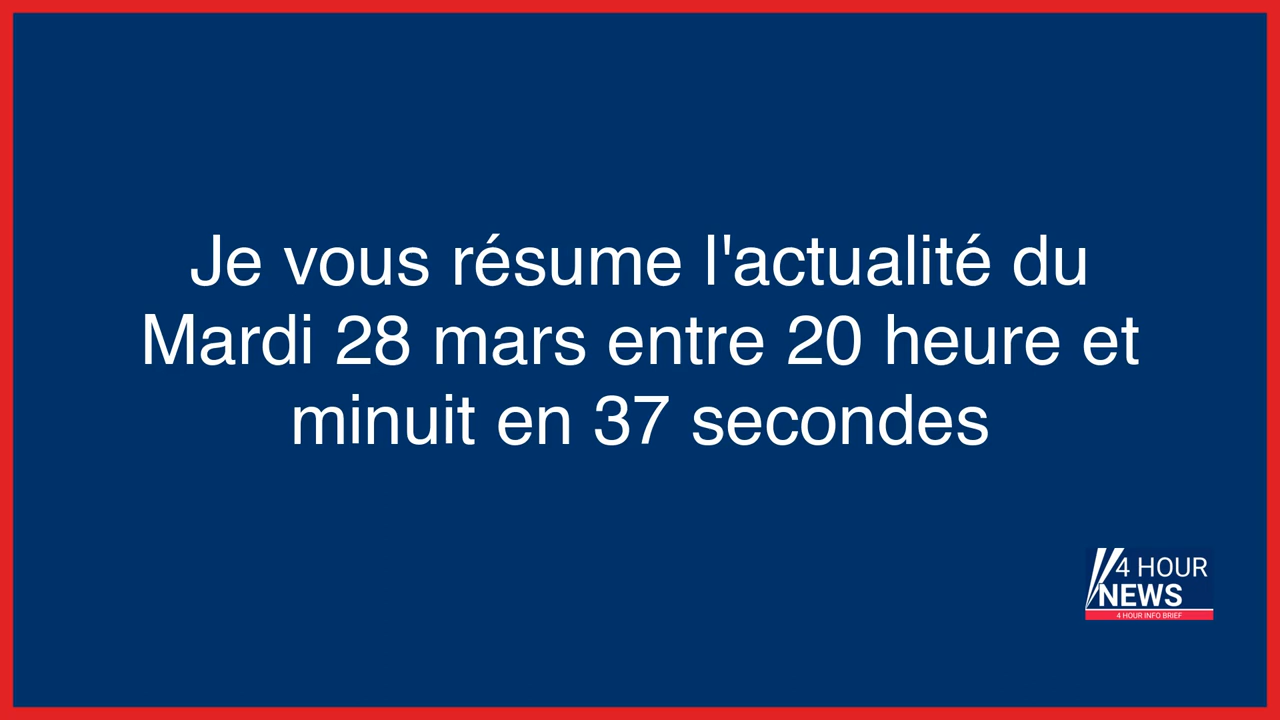 Je vous résume l'actualité du
Mardi 28 mars entre 20 heure et
minuit en 37 secondes
4 HOUR
NEWS
4 HOUR INFO BRIEF